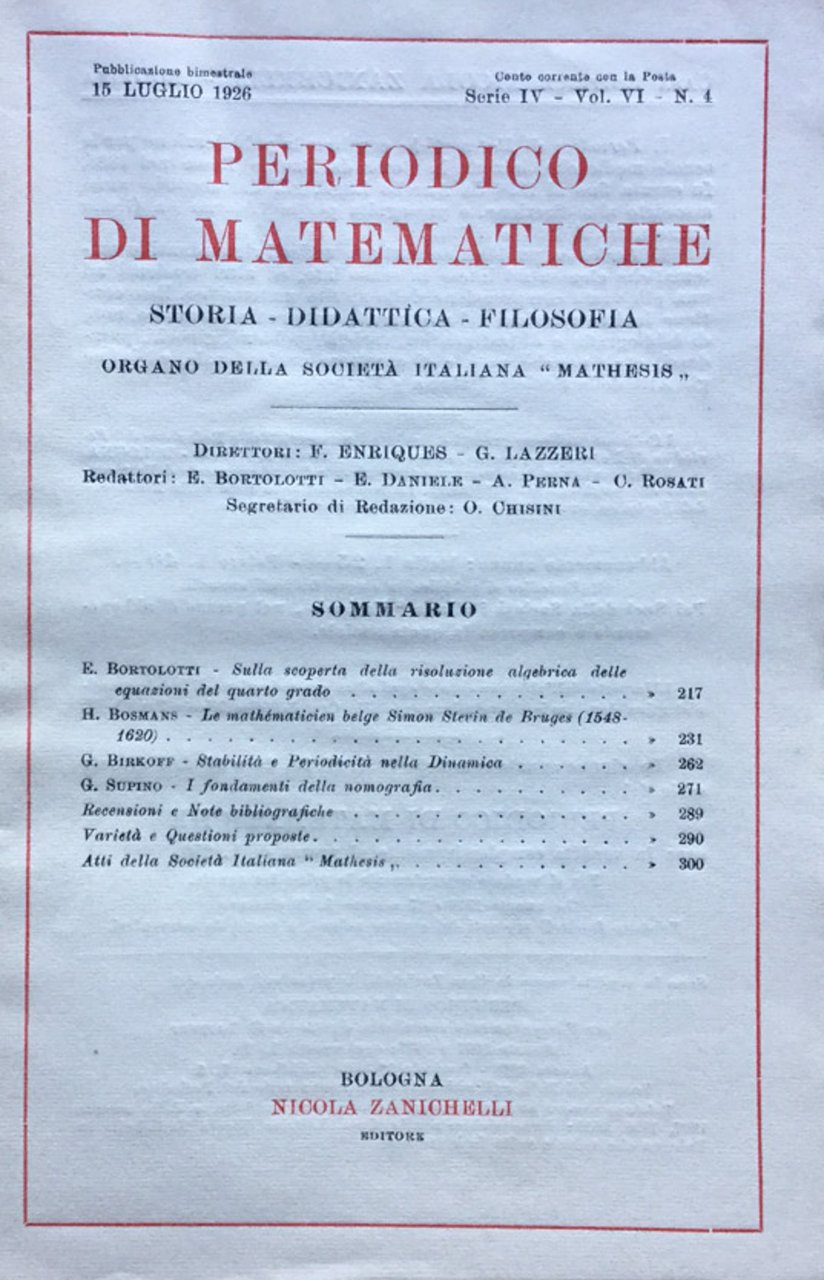 Pubblicazione bimestrale
15 LUGLIO 1926
Conto corrente con la Posta
Serie IV - Vol. VI - N. 4
PERIODICO
DI MATEMATICHE
STORIA - DIDATTICA - FILOSOFIA
ORGANO DELLA SOCIETÀ ITALIANA “ MATHESIS „
DIRETTORI: F. ENRIQUES - G. LAZZERI
Redattori: E. BORTOLOTTI - E. DANIELE - A. PERNA - C. ROSATI
Segretario di Redazione: O. CHISINI
SOMMARIO
E. BORTOLOTTI - Sulla scoperta della risoluzione algebrica delle
equazioni del quarto grado . . . . . . . . . . . . . . » 217
H. BOSMANS - Le mathématicien belge Simon Stevin de Bruges (1548-
1620) . . . . . . . . . . . . . . . . . . . . . . . . » 231
G. BIRKOFF - Stabilità e Periodicità nella Dinamica . . . . . . » 262
G. SUPINO - I fondamenti della nomografia . . . . . . . . . . » 271
Recensioni e Note bibliografiche . . . . . . . . . . . . . . » 289
Varietà e Questioni proposte . . . . . . . . . . . . . . . . » 290
Atti della Società Italiana “ Mathesis „ . . . . . . . . . . . » 300
BOLOGNA
NICOLA ZANICHELLI
EDITORE